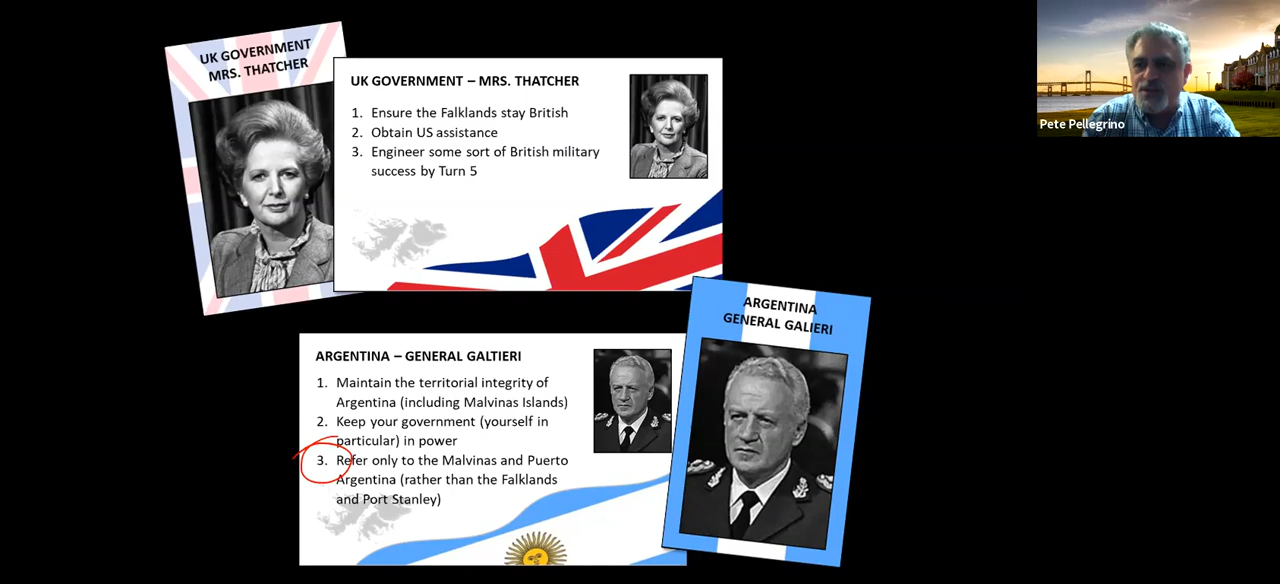 UK GOVERNMENT
MRS. THATCHER
UK GOVERNMENT – MRS. THATCHER
1. Ensure the Falklands stay British
2. Obtain US assistance
3. Engineer some sort of British military
success by Turn 5
Pete Pellegrino
ARGENTINA
GENERAL GALIERI
ARGENTINA – GENERAL GALTIERI
1. Maintain the territorial integrity of
Argentina (including Malvinas Islands)
2. Keep your government (yourself in
particular) in power
3. Refer only to the Malvinas and Puerto
Argentina (rather than the Falklands
and Port Stanley)